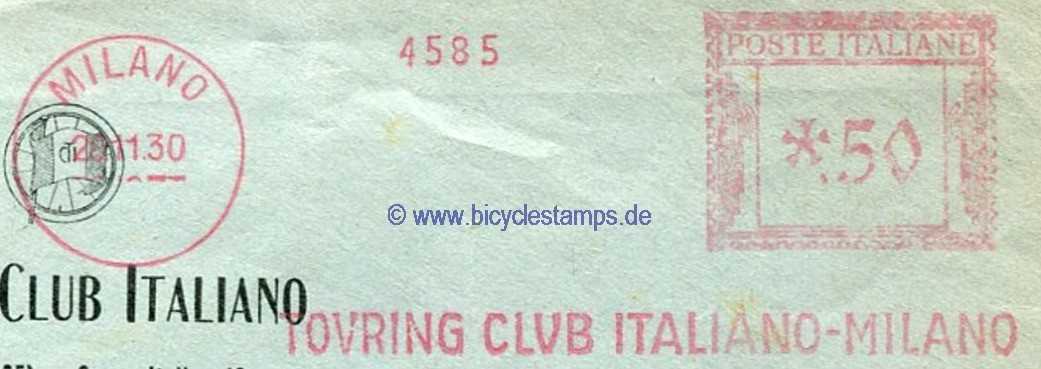 MILANO
4585
POSTE ITALIANE
11.30
*:50
© www.bicyclestamps.de
CLUB ITALIANO
TOVRING CLVB ITALIANO-MILANO